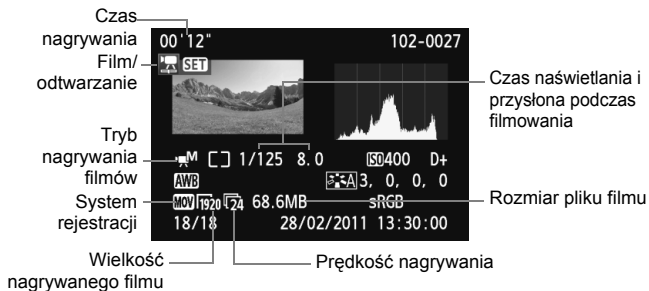 Czas
nagrywania
Film/
odtwarzanie
Tryb
nagrywania
filmów
System
rejestracji
Wielkość
nagrywanego filmu
Prędkość nagrywania
Rozmiar pliku filmu
Czas naświetlania i
przysłona podczas
filmowania
00'12" 102-0027
SET
M 1/125 8.0 ISO400 D+
AWB A 3, 0, 0, 0
MOV 1920 24 68.6MB sRGB
18/18 28/02/2011 13:30:00